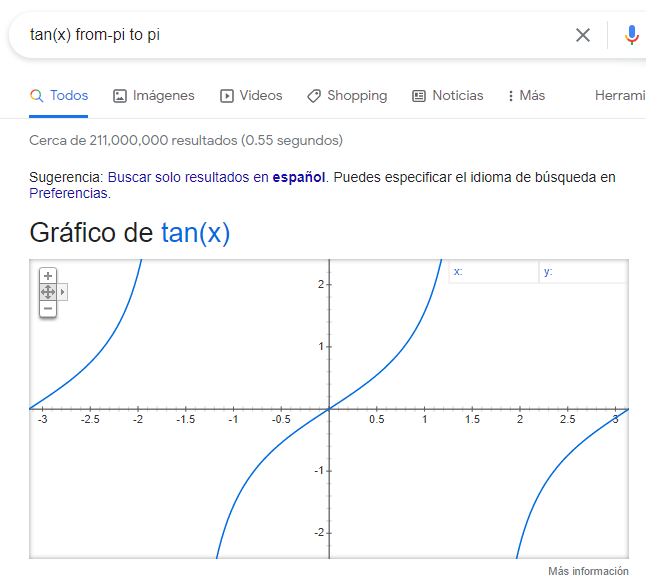 tan(x) from-pi to pi
Todos Imágenes Videos Shopping Noticias Más Herrami
Cerca de 211,000,000 resultados (0.55 segundos)
Sugerencia: Buscar solo resultados en español. Puedes especificar el idioma de búsqueda en
Preferencias.
Gráfico de tan(x)
x: y:
2
1
-3 -2.5 -2 -1.5 -1 -0.5 0 0.5 1 1.5 2 2.5 3
-1
-2
Más información